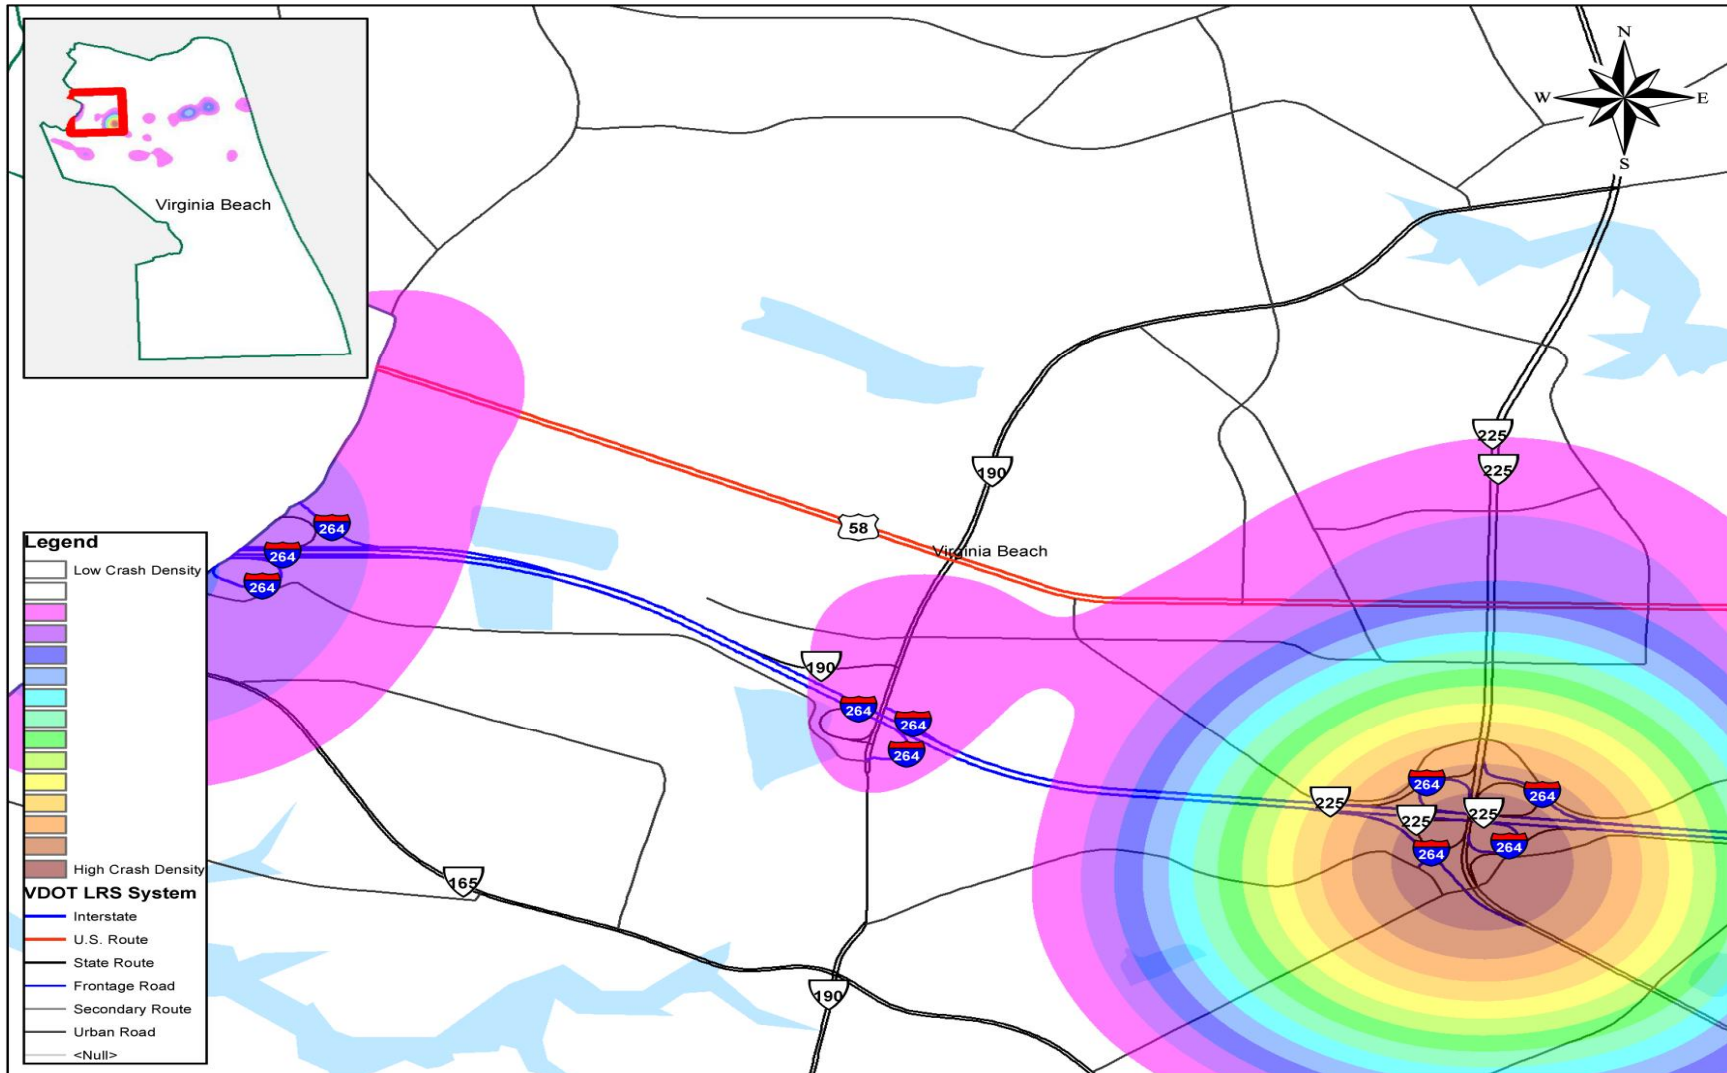 N
W E
S
Virginia Beach
225
225
190
58
Virginia Beach
264
264
264
Legend
Low Crash Density
High Crash Density
VDOT LRS System
Interstate
U.S. Route
State Route
Frontage Road
Secondary Route
Urban Road
<Null>
190
264
264
264
264
264
225
225
225
264
264
165
190